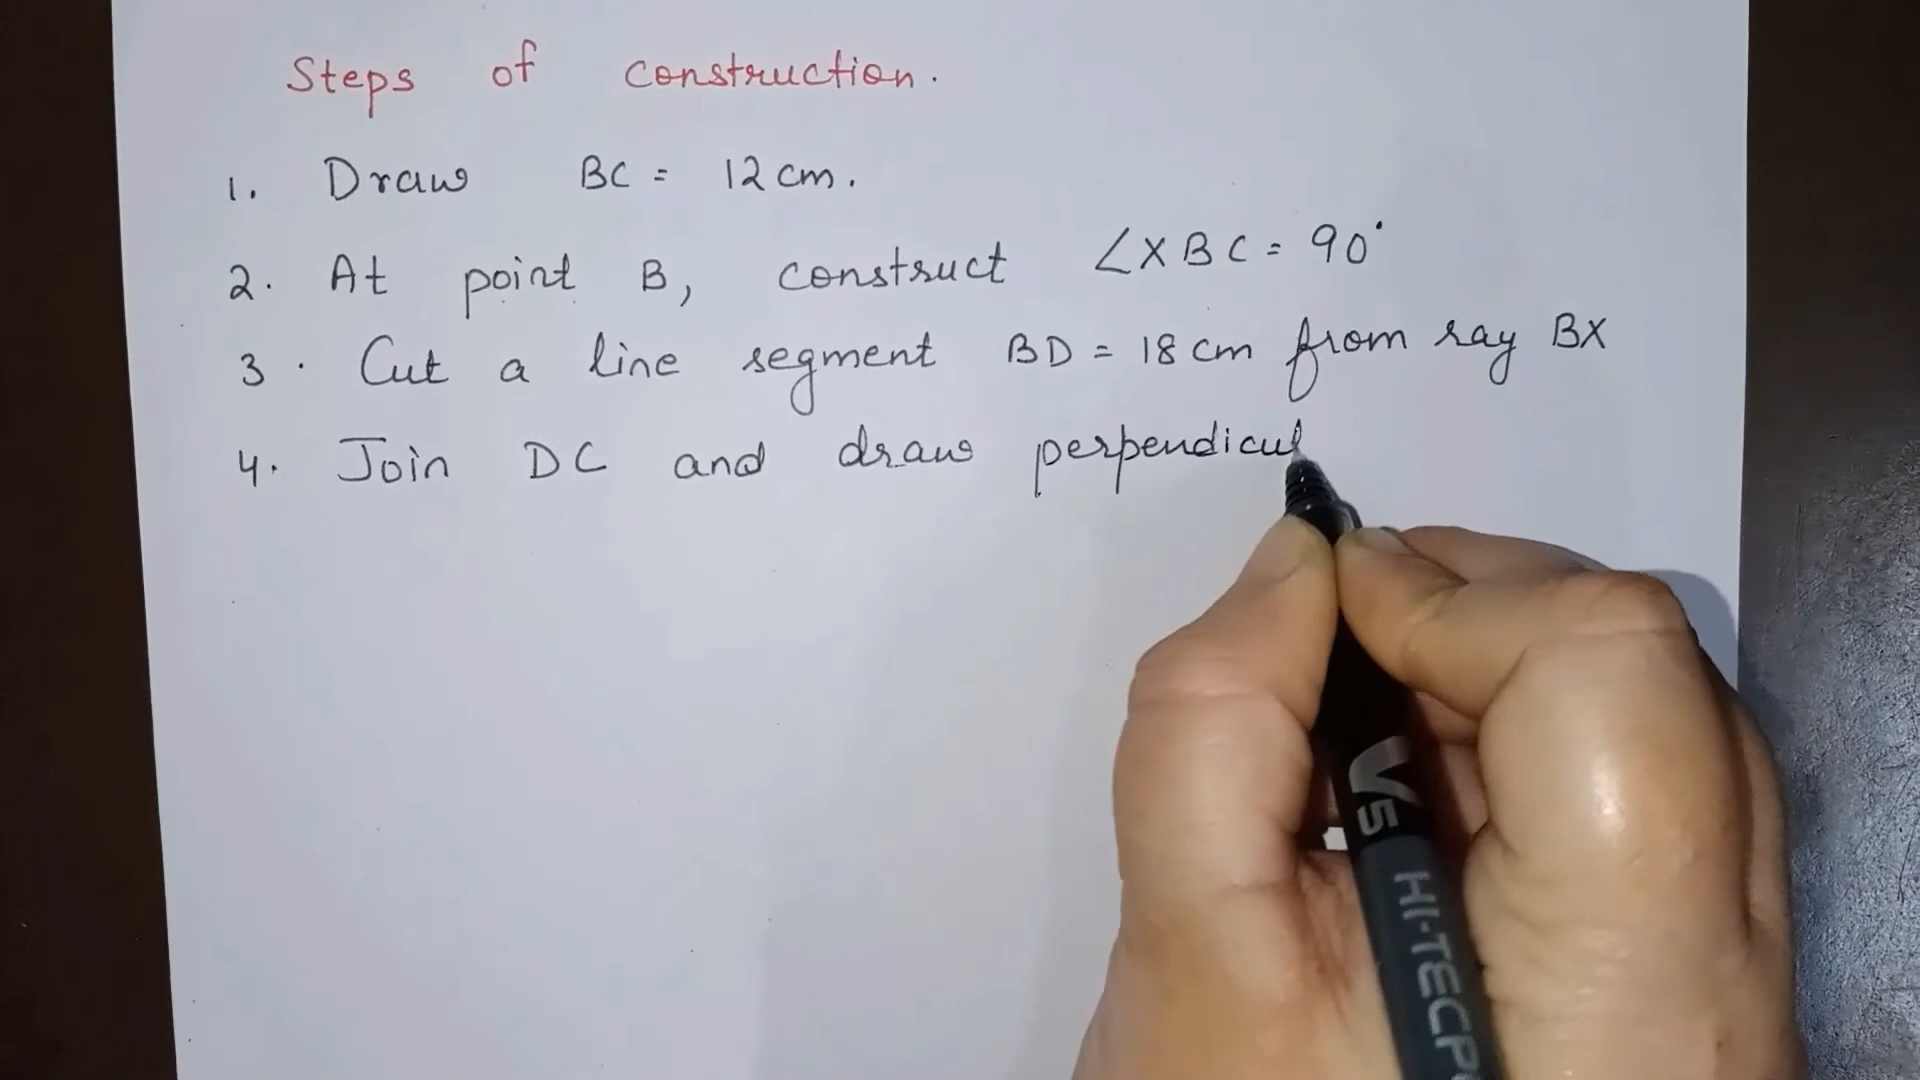 Steps of construction.
1. Draw BC = 12 cm.
2. At point B, construct ∠XBC = 90°
3. Cut a line segment BD = 18 cm from ray BX
4. Join DC and draw perpendicul
V5
HI-TECP